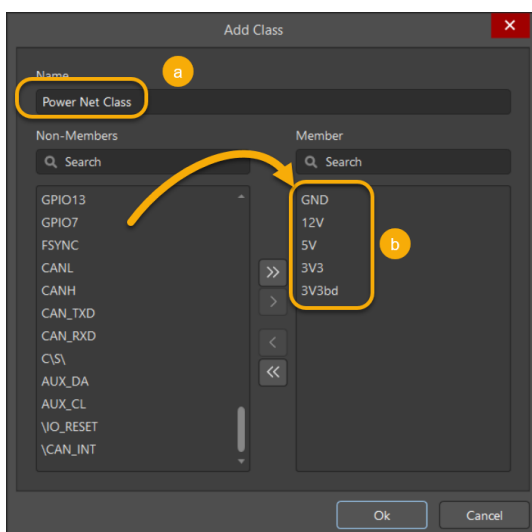 Add Class
Name
a
Power Net Class
Non-Members
Member
Search
Search
GPIO13
GPIO7
FSYNC
CANL
CANH
CAN_TXD
CAN_RXD
C\S\
AUX_DA
AUX_CL
\IO_RESET
\CAN_INT
GND
12V
5V
3V3
3V3bd
b
Ok
Cancel